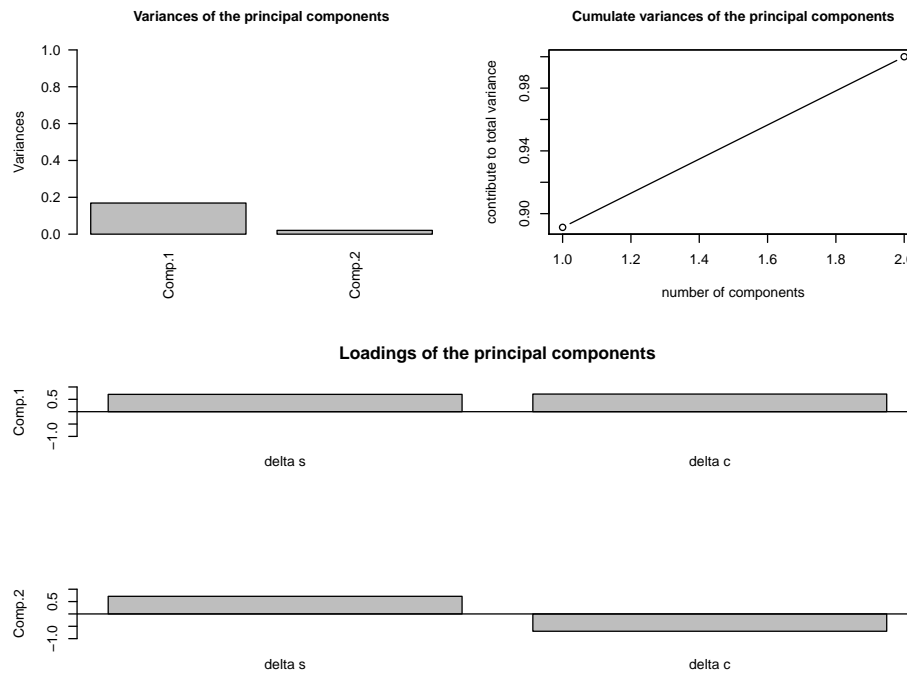 Variances of the principal components
1.0
0.8
0.6
0.4
0.2
0.0
Variances
Comp.1
Comp.2
Cumulate variances of the principal components
0.98
0.94
0.90
contribute to total variance
1.0 1.2 1.4 1.6 1.8 2.0
number of components
Loadings of the principal components
Comp.1
0.5
−1.0
delta s delta c
Comp.2
0.5
−1.0
delta s delta c